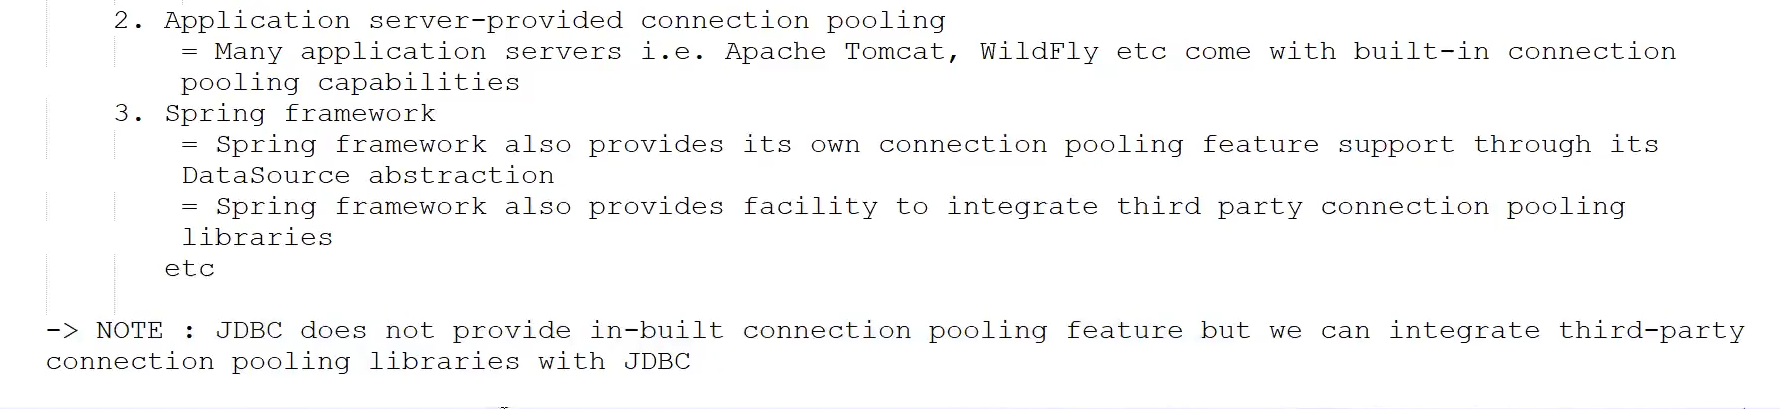 2. Application server-provided connection pooling
= Many application servers i.e. Apache Tomcat, WildFly etc come with built-in connection
pooling capabilities
3. Spring framework
= Spring framework also provides its own connection pooling feature support through its
DataSource abstraction
= Spring framework also provides facility to integrate third party connection pooling
libraries
etc
-> NOTE : JDBC does not provide in-built connection pooling feature but we can integrate third-party
connection pooling libraries with JDBC